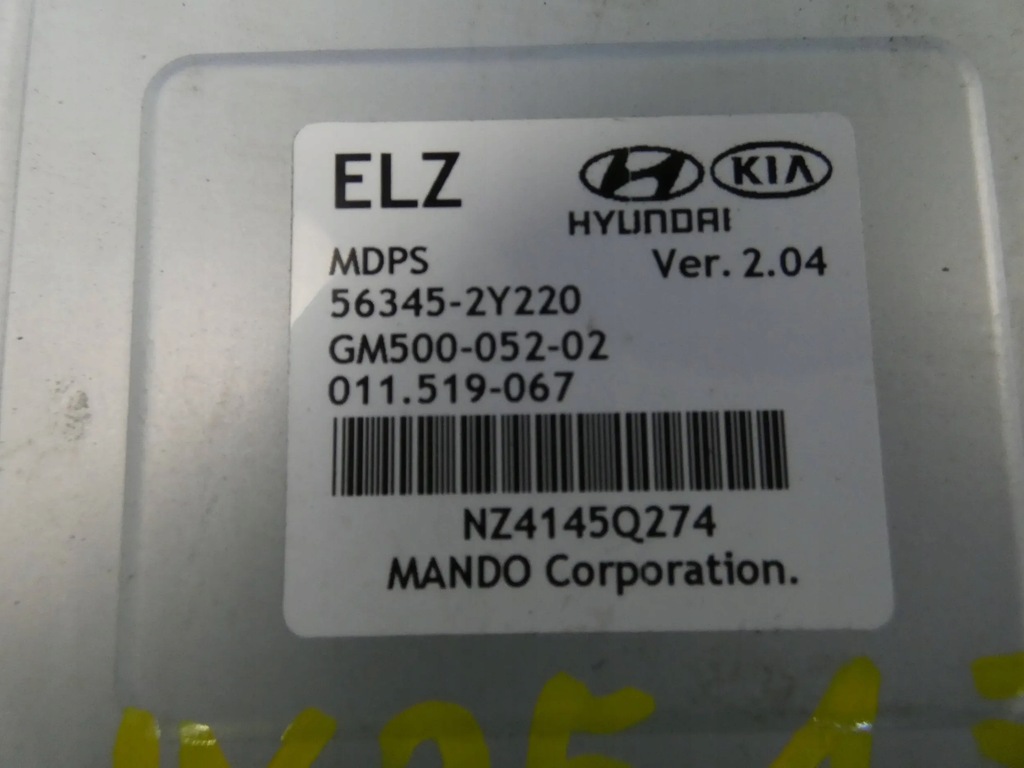 ELZ
HYUNDAI
KIA
MDPS Ver. 2.04
56345-2Y220
GM500-052-02
011.519-067
NZ4145Q274
MANDO Corporation.